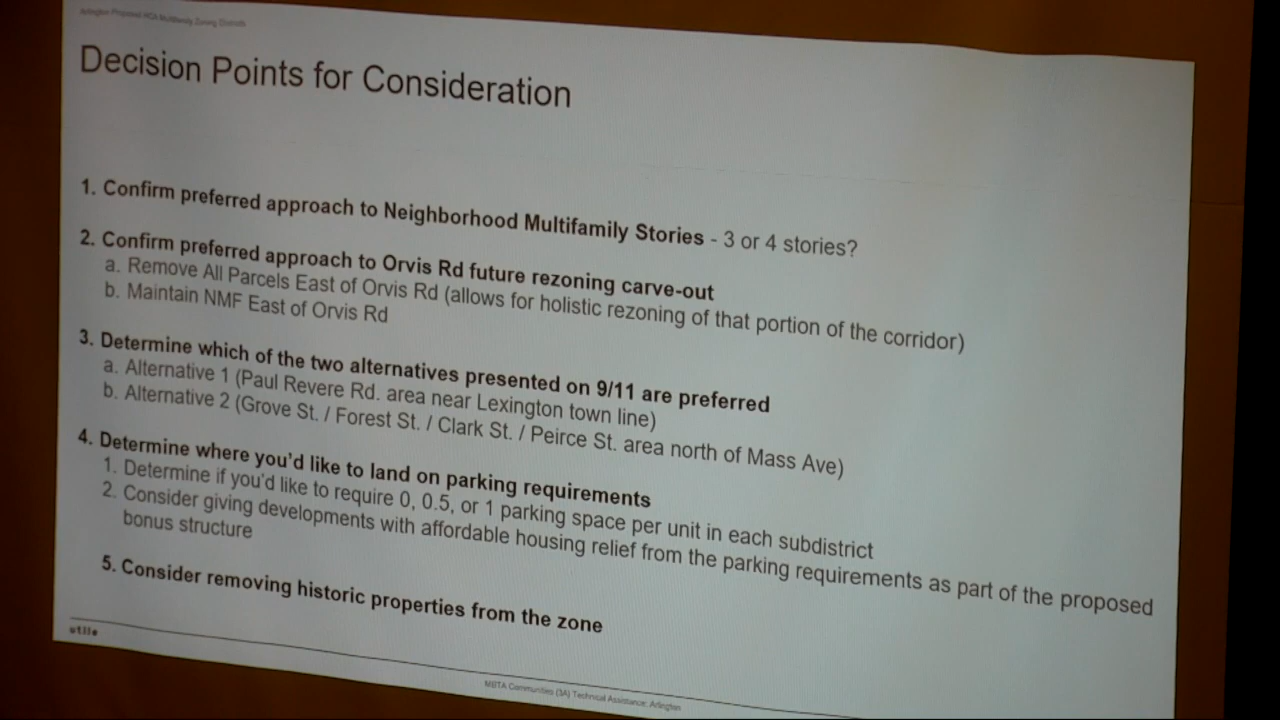 Arlington Proposed HCA Multifamily Zoning Districts
Decision Points for Consideration
1. Confirm preferred approach to Neighborhood Multifamily Stories - 3 or 4 stories?
2. Confirm preferred approach to Orvis Rd future rezoning carve-out
a. Remove All Parcels East of Orvis Rd (allows for holistic rezoning of that portion of the corridor)
b. Maintain NMF East of Orvis Rd
3. Determine which of the two alternatives presented on 9/11 are preferred
a. Alternative 1 (Paul Revere Rd. area near Lexington town line)
b. Alternative 2 (Grove St. / Forest St. / Clark St. / Peirce St. area north of Mass Ave)
4. Determine where you'd like to land on parking requirements
1. Determine if you'd like to require 0, 0.5, or 1 parking space per unit in each subdistrict
2. Consider giving developments with affordable housing relief from the parking requirements as part of the proposed
bonus structure
5. Consider removing historic properties from the zone
utile
MBTA Communities (3A) Technical Assistance: Arlington